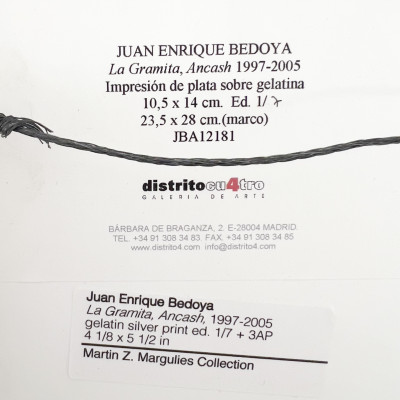 JUAN ENRIQUE BEDOYA
La Gramita, Ancash 1997-2005
Impresión de plata sobre gelatina
10,5 x 14 cm. Ed. 1/7
23,5 x 28 cm.(marco)
JBA12181
distritocu4tro
GALERIA DE ARTE
BÁRBARA DE BRAGANZA, 2. E-28004 MADRID.
TEL. +34 91 308 34 83. FAX. +34 91 308 34 85
www.distrito4.com info@distrito4.com
Juan Enrique Bedoya
La Gramita, Ancash, 1997-2005
gelatin silver print ed. 1/7 + 3AP
4 1/8 x 5 1/2 in
Martin Z. Margulies Collection